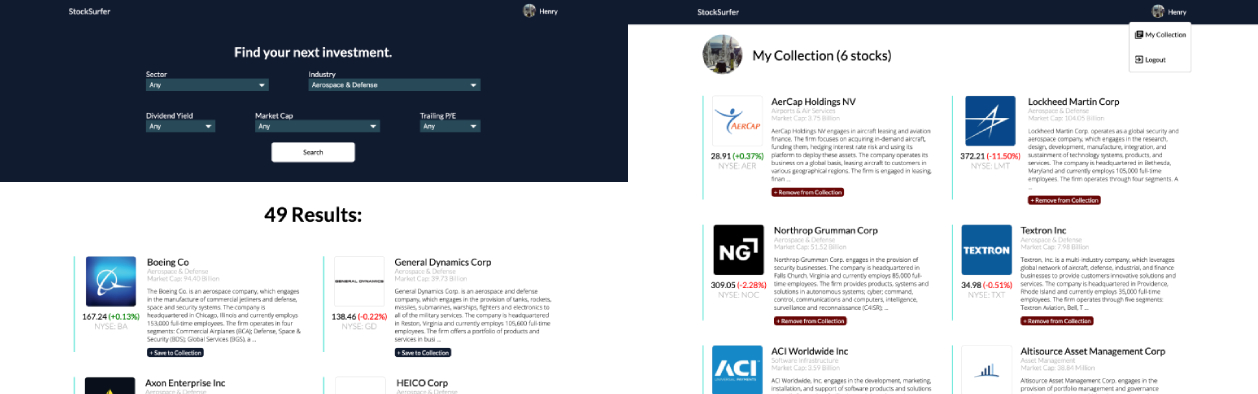 StockSurfer
Henry
Find your next investment.
Sector
Industry
Any
Aerospace & Defense
Dividend Yield
Market Cap
Trailing P/E
Any
Any
Any
Search
49 Results:
Boeing Co
Aerospace & Defense
Market Cap: 94.40 Billion
The Boeing Co. is an aerospace company, which engages
in the manufacture of commercial jetliners and defense,
space and security systems. The company is
headquartered in Chicago, Illinois and currently employs
153,000 full-time employees. The firm operates in four
segments: Commercial Airplanes (BCA); Defense, Space &
Security (BDS); Global Services (BGS); a ...
167.24 (+0.13%)
NYSE: BA
+ Save to Collection
GENERAL DYNAMICS
General Dynamics Corp
Aerospace & Defense
Market Cap: 39.73 Billion
General Dynamics Corp. is an aerospace and defense
company, which engages in the provision of tanks, rockets,
missiles, submarines, warships, fighters and electronics to
all of the military services. The company is headquartered
in Reston, Virginia and currently employs 105,600 full-time
employees. The firm offers a portfolio of products and
services in busi ...
138.46 (-0.22%)
NYSE: GD
+ Save to Collection
Axon Enterprise Inc
Aerospace & Defense
HEICO Corp
Aerospace & Defense
StockSurfer
Henry
My Collection
Logout
My Collection (6 stocks)
AERCAP
AerCap Holdings NV
Airports & Air Services
Market Cap: 3.75 Billion
AerCap Holdings NV engages in aircraft leasing and aviation
finance. The firm focuses on acquiring in-demand aircraft,
funding them, hedging interest rate risk and using its
platform to deploy these assets. The company operates its
business on a global basis, leasing aircraft to customers in
various geographical regions. The firm is engaged in leasing,
finan ...
28.91 (+0.37%)
NYSE: AER
+ Remove from Collection
Lockheed Martin Corp
Aerospace & Defense
Market Cap: 104.05 Billion
Lockheed Martin Corp. operates as a global security and
aerospace company, which engages in the research,
design, development, manufacture, integration, and
sustainment of technology systems, products, and
services. The company is headquartered in Bethesda,
Maryland and currently employs 105,000 full-time
employees. The firm operates through four segments. A
...
372.21 (-11.50%)
NYSE: LMT
+ Remove from Collection
NG
Northrop Grumman Corp
Aerospace & Defense
Market Cap: 51.52 Billion
Northrop Grumman Corp. engages in the provision of
security businesses. The company is headquartered in
Falls Church, Virginia and currently employs 85,000 full-
time employees. The firm provides products, systems and
solutions in autonomous systems; cyber; command,
control, communications and computers, intelligence,
surveillance and reconnaissance (C4ISR); ...
309.05 (-2.28%)
NYSE: NOC
+ Remove from Collection
TEXTRON
Textron Inc
Aerospace & Defense
Market Cap: 7.98 Billion
Textron, Inc. is a multi-industry company, which leverages
global network of aircraft, defense, industrial, and finance
businesses to provide customers innovative solutions and
services. The company is headquartered in Providence,
Rhode Island and currently employs 35,000 full-time
employees. The firm operates through five segments:
Textron Aviation, Bell, T ...
34.98 (-0.51%)
NYSE: TXT
+ Remove from Collection
ACI
UNIVERSAL PAYMENTS
ACI Worldwide Inc
Software Infrastructure
Market Cap: 3.59 Billion
ACI Worldwide, Inc. engages in the development, marketing,
installation, and support of software products and solutions
Altisource Asset Management Corp
Asset Management
Market Cap: 36.84 Million
Altisource Asset Management Corp. engages in the
provision of portfolio management and governance